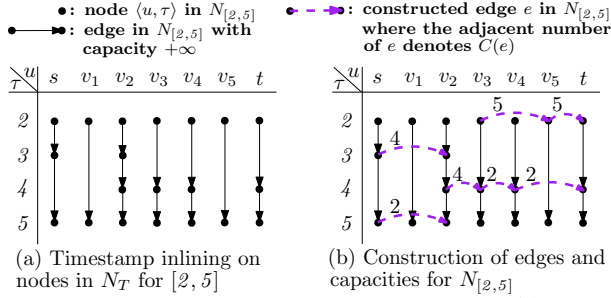 : node ⟨u, τ⟩ in N[2,5]
: edge in N[2,5] with
capacity +∞
: constructed edge e in N[2,5]
where the adjacent number
of e denotes C(e)
u
τ
s v1 v2 v3 v4 v5 t
2
3
4
5
(a) Timestamp inlining on
nodes in NT for [2, 5]
u
τ
s v1 v2 v3 v4 v5 t
2 5 5
3 4
4 4 2 2
5 2
(b) Construction of edges and
capacities for N[2,5]